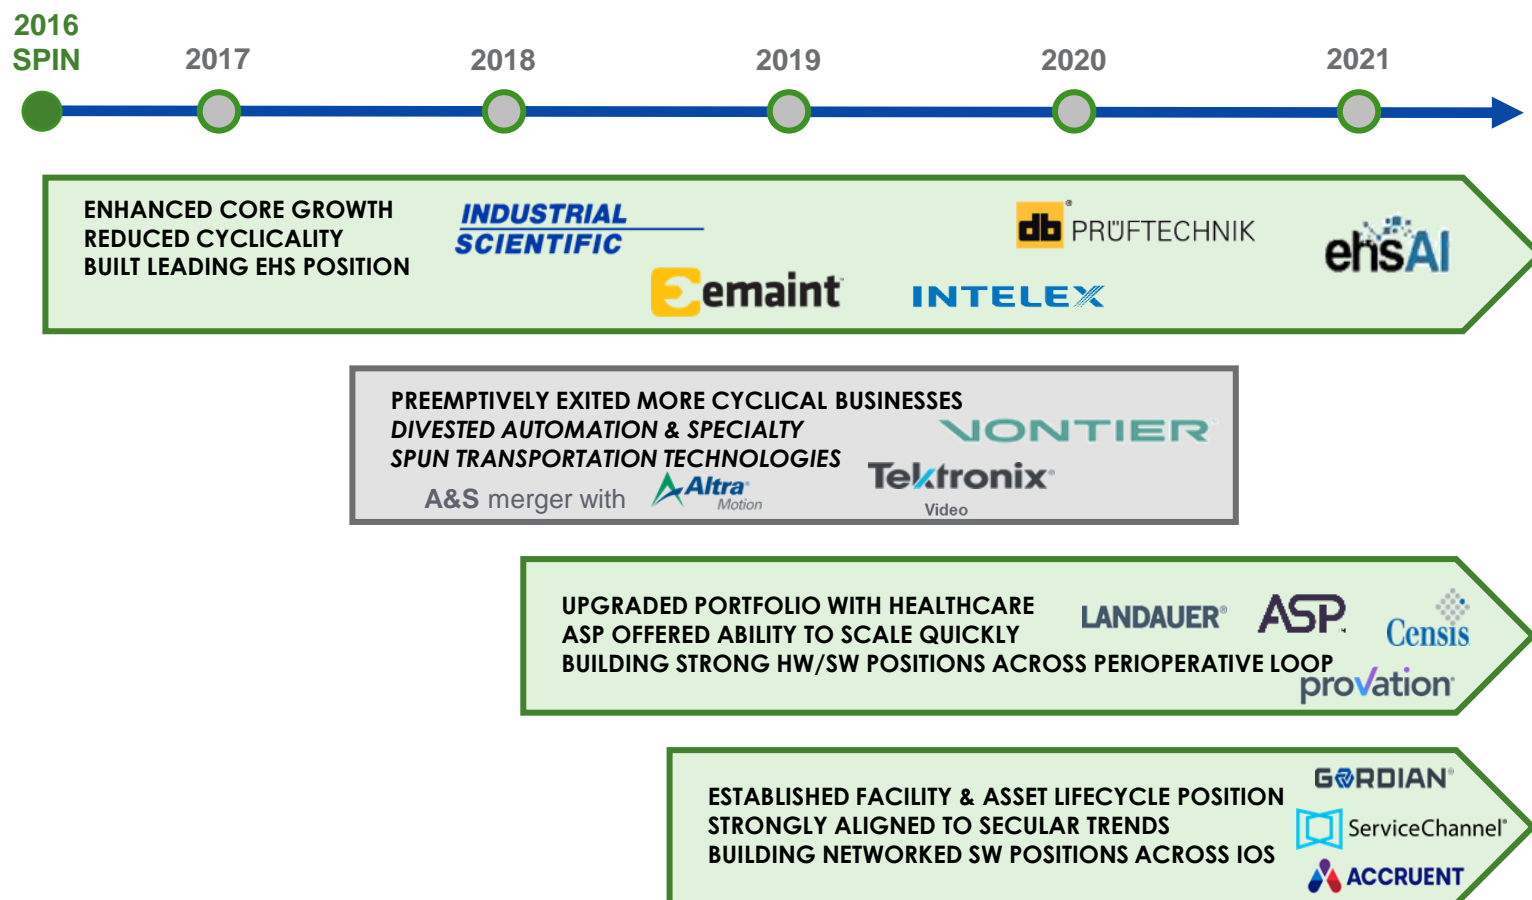 2016
SPIN
2017
2018
2019
2020
2021
ENHANCED CORE GROWTH
REDUCED CYCLICALITY
BUILT LEADING EHS POSITION
INDUSTRIAL
SCIENTIFIC
emaint
db® PRÜFTECHNIK
INTELEX
ehsAI
PREEMPTIVELY EXITED MORE CYCLICAL BUSINESSES
DIVESTED AUTOMATION & SPECIALTY
SPUN TRANSPORTATION TECHNOLOGIES
A&S merger with
Altra
Motion
VONTIER
Tektronix®
Video
UPGRADED PORTFOLIO WITH HEALTHCARE
ASP OFFERED ABILITY TO SCALE QUICKLY
BUILDING STRONG HW/SW POSITIONS ACROSS PERIOPERATIVE LOOP
LANDAUER®
ASP
Censis
provation
ESTABLISHED FACILITY & ASSET LIFECYCLE POSITION
STRONGLY ALIGNED TO SECULAR TRENDS
BUILDING NETWORKED SW POSITIONS ACROSS IOS
GORDIAN®
ServiceChannel®
ACCRUENT